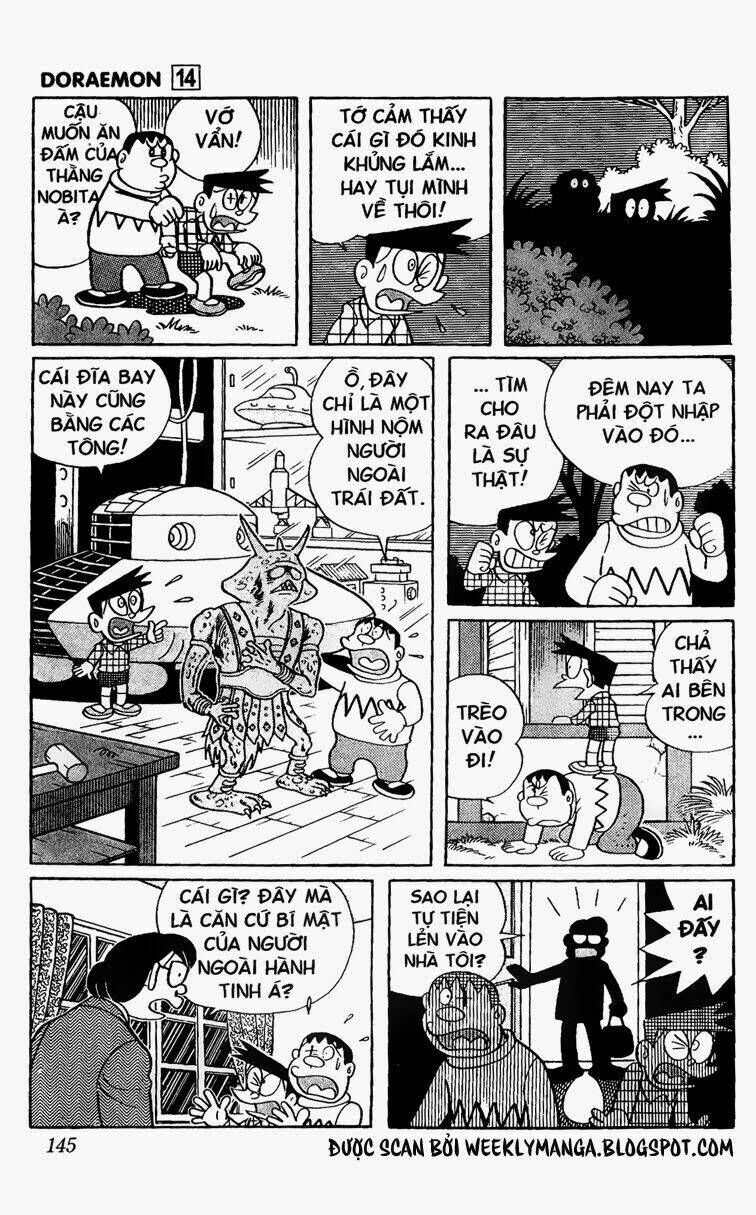 DORAEMON 14
TỚ CẢM THẤY
CÁI GÌ ĐÓ KINH
KHỦNG LẮM...
HAY TỤI MÌNH
VỀ THÔI!
VỚ
VẨN!
CẬU
MUỐN ĂN
ĐẤM CỦA
THẰNG
NOBITA
À?
ĐÊM NAY TA
PHẢI ĐỘT NHẬP
VÀO ĐÓ...
... TÌM
CHO
RA ĐÂU
LÀ SỰ
THẬT!
CHẢ
THẤY
AI BÊN
TRONG
...
TRÈO
VÀO
ĐI!
Ồ, ĐÂY
CHỈ LÀ MỘT
HÌNH NỘM
NGƯỜI
NGOÀI
TRÁI ĐẤT.
CÁI ĐĨA BAY
NÀY CŨNG
BẰNG CÁC
TÔNG!
AI
ĐẤY
?
SAO LẠI
TỰ TIỆN
LẺN VÀO
NHÀ TÔI?
CÁI GÌ? ĐÂY MÀ
LÀ CĂN CỨ BÍ MẬT
CỦA NGƯỜI
NGOÀI HÀNH
TINH Á?
145
ĐƯỢC SCAN BỞI WEEKLYMANGA.BLOGSPOT.COM